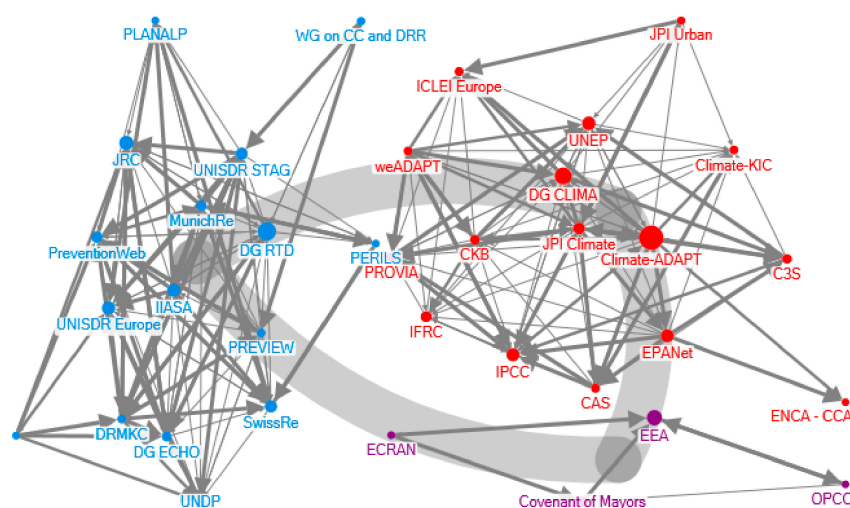 PLANALP
WG on CC and DRR
JPI Urban
ICLEI Europe
JRC
UNISDR STAG
UNEP
weADAPT
Climate-KIC
DG CLIMA
MunichRe
PreventionWeb
DG RTD
PERILS
PROVIA
CKB
JPI Climate
Climate-ADAPT
C3S
IIASA
UNISDR Europe
PREVIEW
IFRC
IPCC
EPANet
CAS
ENCA - CCA
DRMKC
DG ECHO
SwissRe
ECRAN
EEA
UNDP
Covenant of Mayors
OPCC